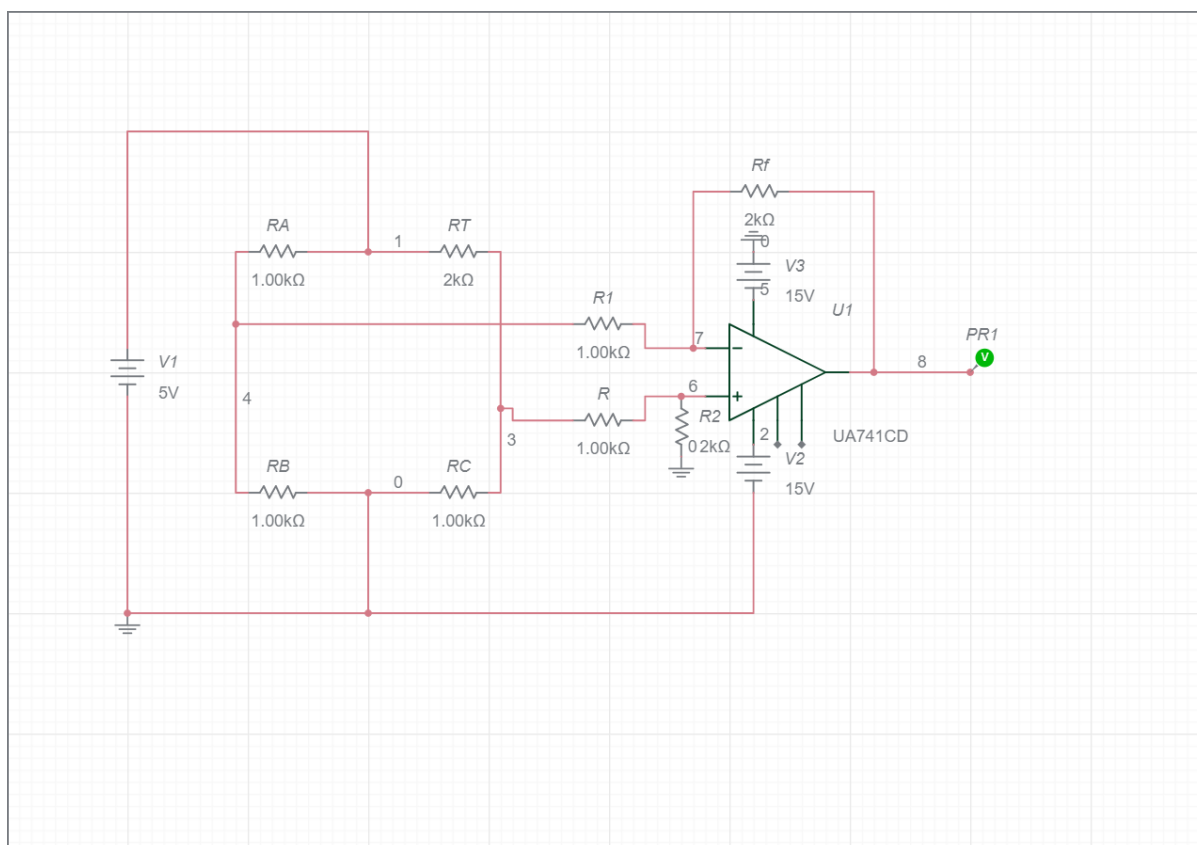 Rf
2kΩ
0
V3
5
15V
U1
RA
1
RT
1.00kΩ
2kΩ
R1
7
1.00kΩ
PR1
V
8
V1
5V
4
6
R
R2
3
1.00kΩ
0
2kΩ
2
UA741CD
V2
15V
RB
0
RC
1.00kΩ
1.00kΩ